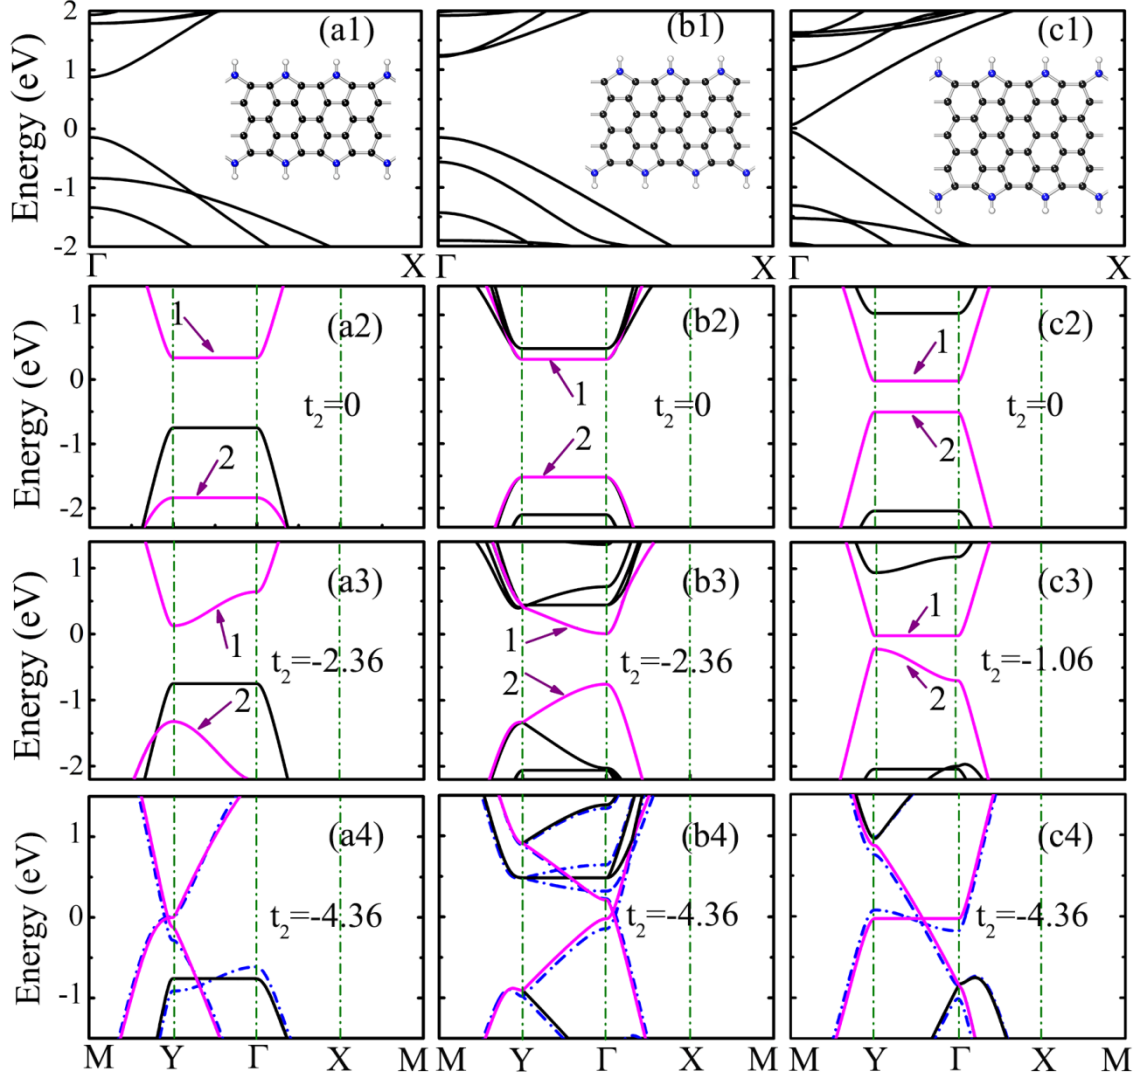 Energy (eV)
2
1
0
-1
-2
(a1)
(b1)
(c1)
Γ
X
Γ
X
Γ
X
Energy (eV)
1
0
-1
-2
1
(a2)
t₂=0
2
(b2)
1
t₂=0
2
(c2)
1
t₂=0
2
Energy (eV)
1
0
-1
-2
(a3)
1
t₂=-2.36
2
(b3)
1
t₂=-2.36
2
(c3)
1
t₂=-1.06
2
Energy (eV)
1
0
-1
(a4)
t₂=-4.36
(b4)
t₂=-4.36
(c4)
t₂=-4.36
M Y Γ X M
Y Γ X M
Y Γ X M